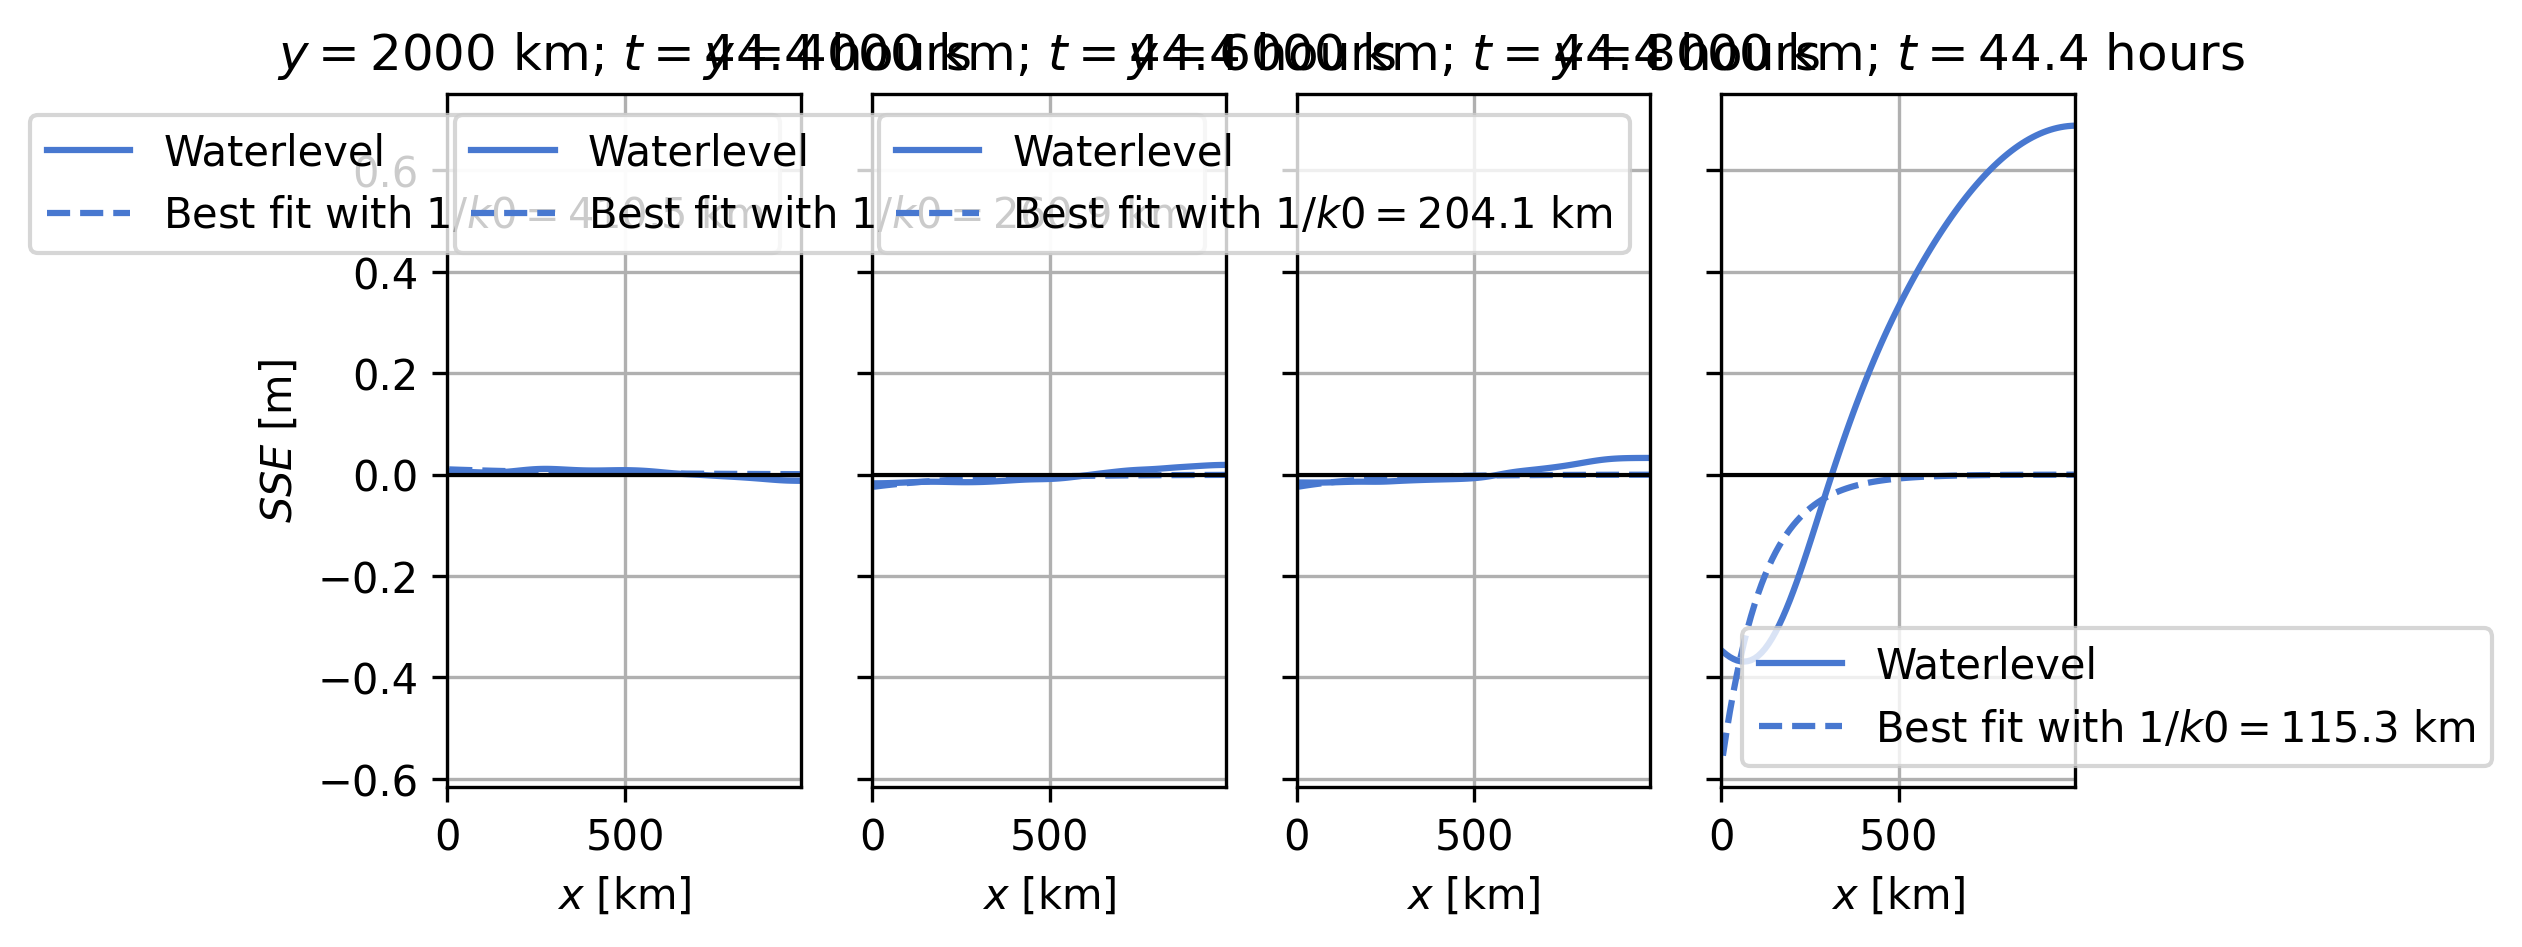 y = 2000 km; t = 44.4 hours
y = 4000 km; t = 44.4 hours
y = 6000 km; t = 44.4 hours
y = 8000 km; t = 44.4 hours
Waterlevel
Best fit with 1/k0 = km
Waterlevel
Best fit with 1/k0 = km
Waterlevel
Best fit with 1/k0 = 204.1 km
0.6
0.4
0.2
0.0
−0.2
−0.4
−0.6
SSE [m]
Waterlevel
Best fit with 1/k0 = 115.3 km
0 500
0 500
0 500
0 500
x [km]
x [km]
x [km]
x [km]